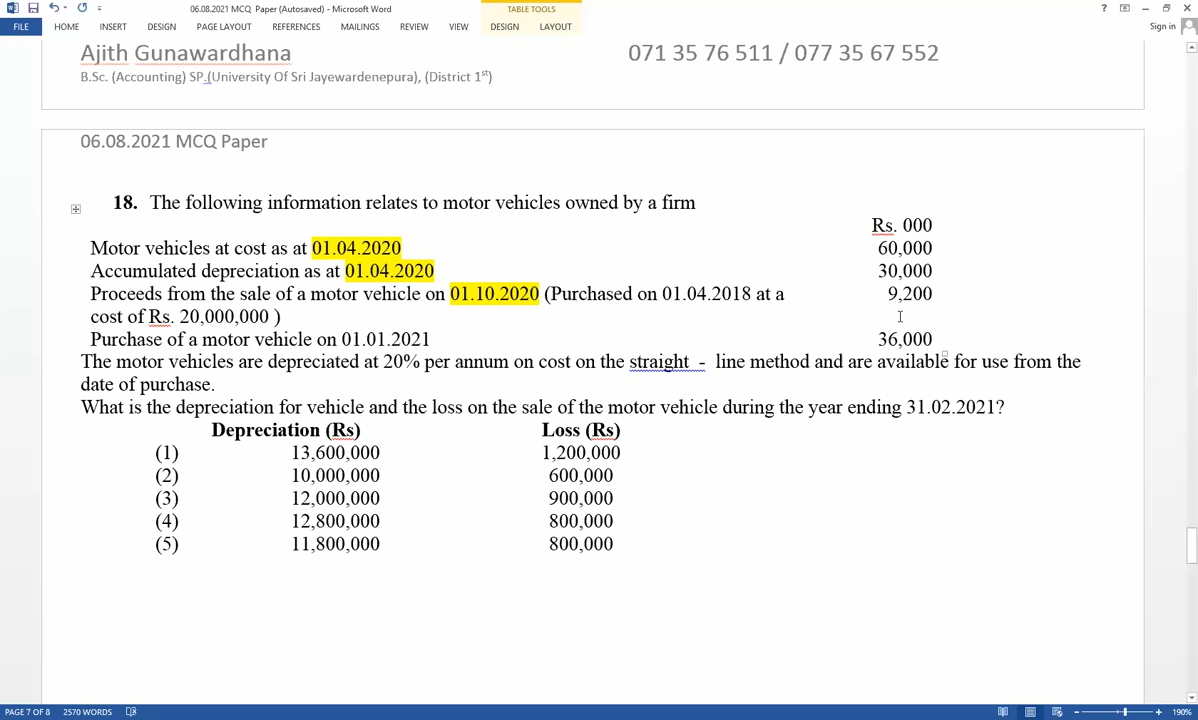 06.08.2021 MCQ Paper (Autosaved) - Microsoft Word
TABLE TOOLS
FILE HOME INSERT DESIGN PAGE LAYOUT REFERENCES MAILINGS REVIEW VIEW DESIGN LAYOUT
Sign in
Ajith Gunawardhana 071 35 76 511 / 077 35 67 552
B.Sc. (Accounting) SP.(University Of Sri Jayewardenepura), (District 1st)
06.08.2021 MCQ Paper
18. The following information relates to motor vehicles owned by a firm
Rs. 000
Motor vehicles at cost as at 01.04.2020 60,000
Accumulated depreciation as at 01.04.2020 30,000
Proceeds from the sale of a motor vehicle on 01.10.2020 (Purchased on 01.04.2018 at a 9,200
cost of Rs. 20,000,000 )
Purchase of a motor vehicle on 01.01.2021 36,000
The motor vehicles are depreciated at 20% per annum on cost on the straight - line method and are available for use from the
date of purchase.
What is the depreciation for vehicle and the loss on the sale of the motor vehicle during the year ending 31.02.2021?
Depreciation (Rs) Loss (Rs)
(1) 13,600,000 1,200,000
(2) 10,000,000 600,000
(3) 12,000,000 900,000
(4) 12,800,000 800,000
(5) 11,800,000 800,000
PAGE 7 OF 8 2570 WORDS 190%